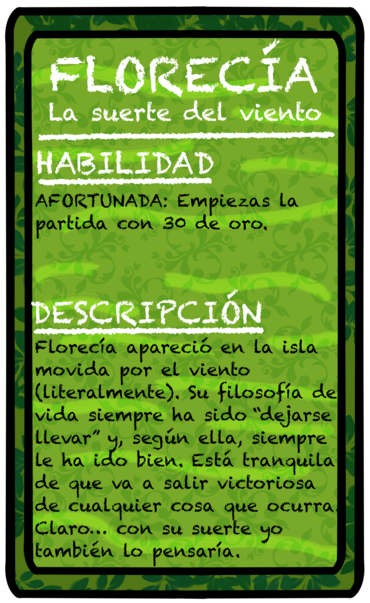 FLORECÍA
La suerte del viento
HABILIDAD
AFORTUNADA: Empiezas la
partida con 30 de oro.
DESCRIPCIÓN
Florecía apareció en la isla
movida por el viento
(literalmente). Su filosofía de
vida siempre ha sido “dejarse
llevar” y, según ella, siempre
le ha ido bien. Está tranquila
de que va a salir victoriosa
de cualquier cosa que ocurra.
Claro... con su suerte yo
también lo pensaría.